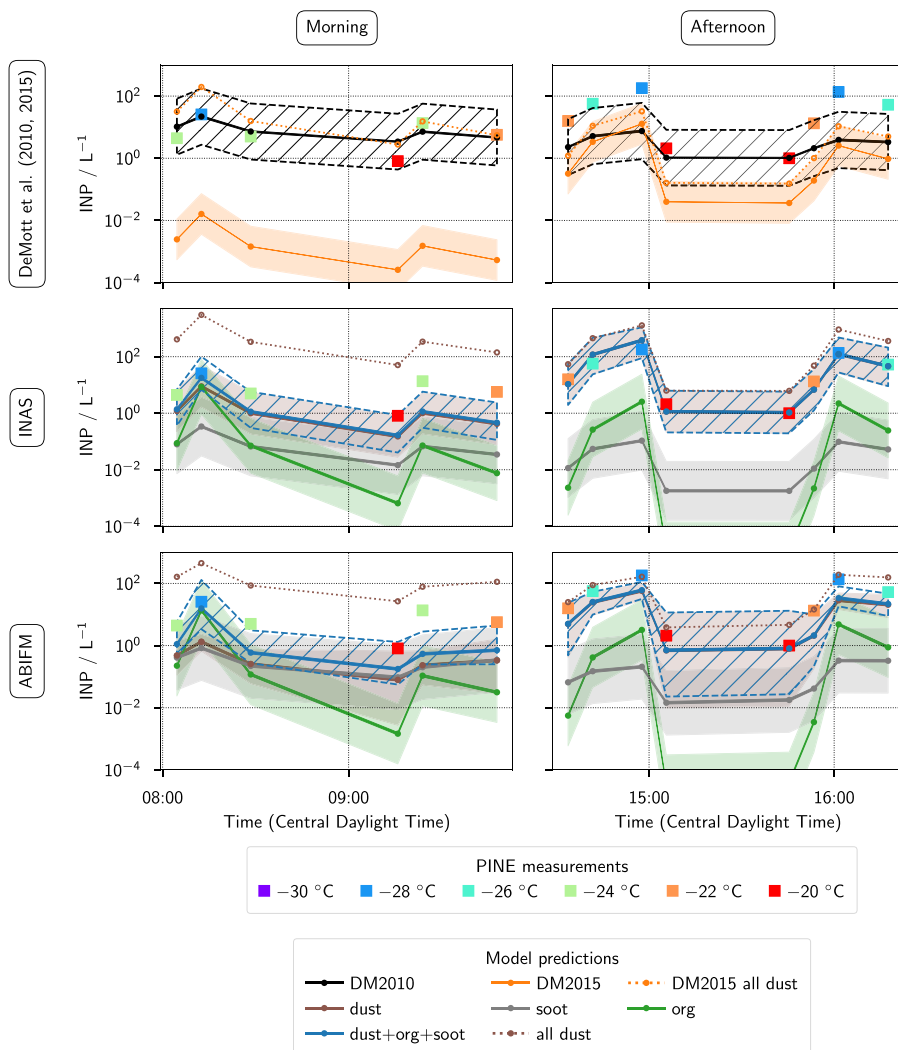 Morning
Afternoon
DeMott et al. (2010, 2015)
INP / L⁻¹
10²
10⁰
10⁻²
10⁻⁴
INAS
INP / L⁻¹
10²
10⁰
10⁻²
10⁻⁴
ABIFM
INP / L⁻¹
10²
10⁰
10⁻²
10⁻⁴
08:00 09:00 15:00 16:00
Time (Central Daylight Time) Time (Central Daylight Time)
PINE measurements
−30 °C −28 °C −26 °C −24 °C −22 °C −20 °C
Model predictions
DM2010 DM2015 DM2015 all dust
dust soot org
dust+org+soot all dust